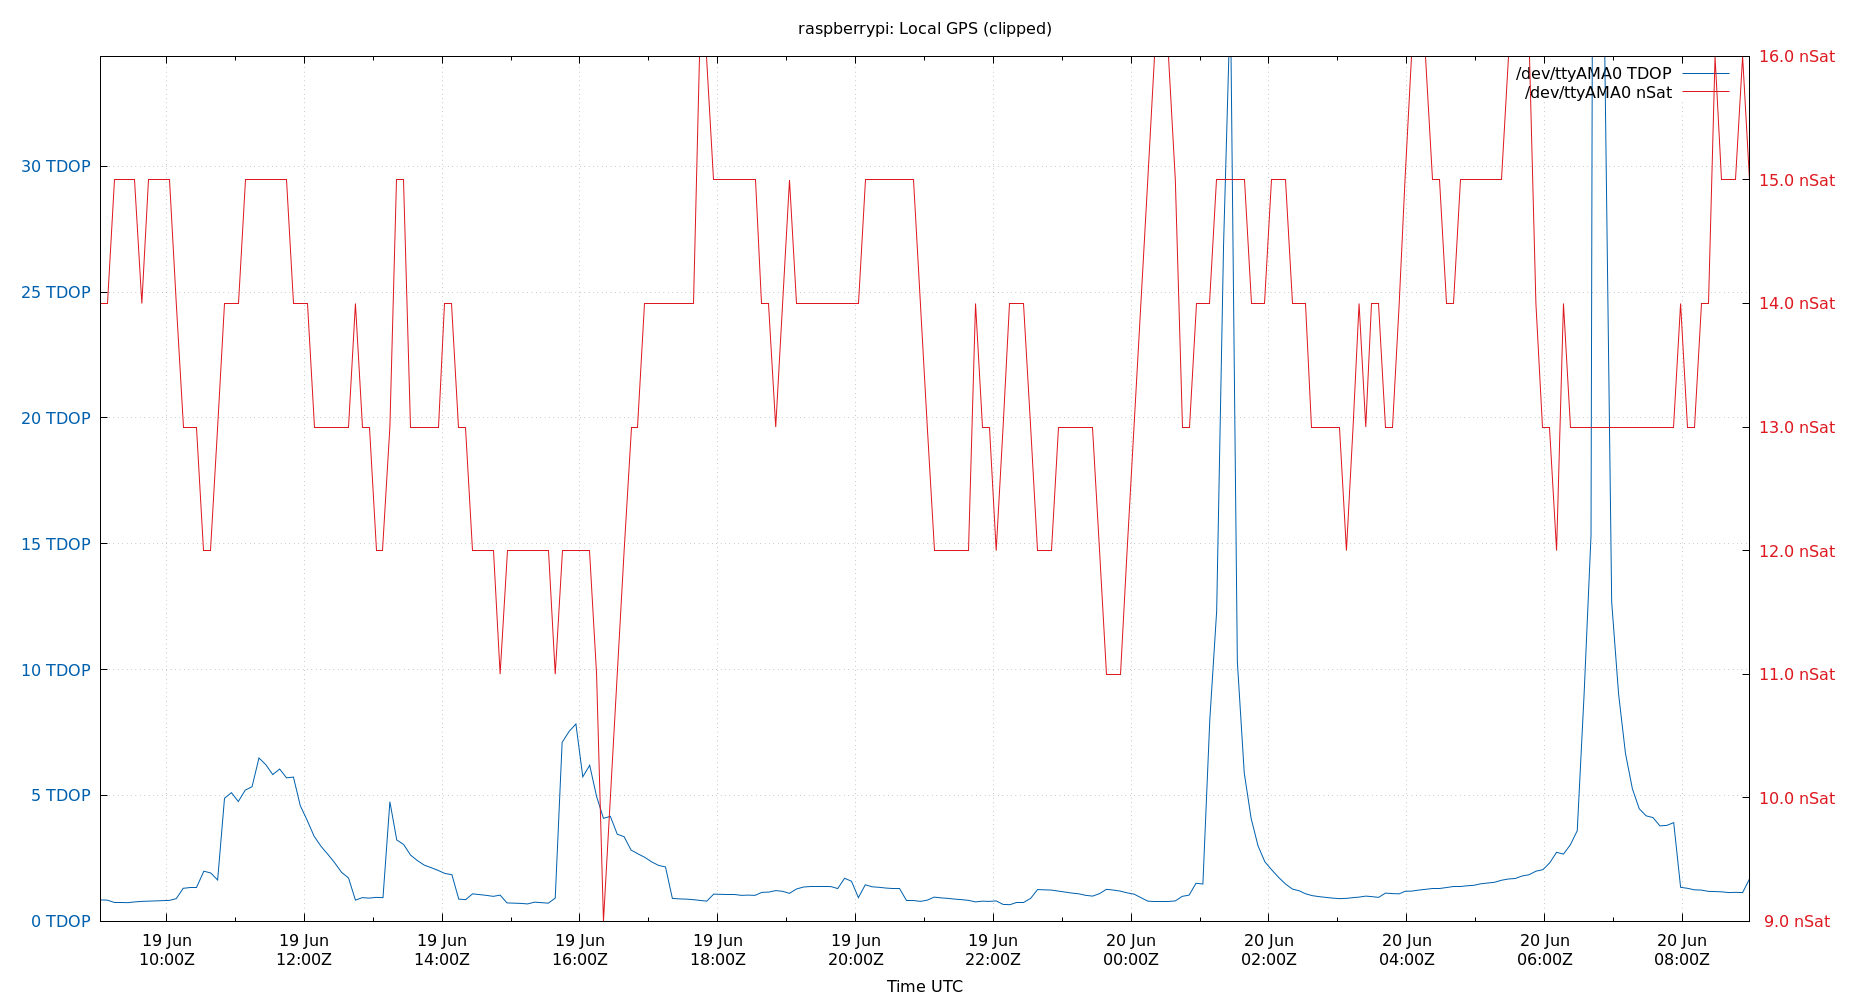 raspberrypi: Local GPS (clipped)
16.0 nSat
/dev/ttyAMA0 TDOP
/dev/ttyAMA0 nSat
30 TDOP
15.0 nSat
25 TDOP
14.0 nSat
20 TDOP
13.0 nSat
15 TDOP
12.0 nSat
10 TDOP
11.0 nSat
5 TDOP
10.0 nSat
0 TDOP
9.0 nSat
19 Jun 19 Jun 19 Jun 19 Jun 19 Jun 19 Jun 19 Jun 20 Jun 20 Jun 20 Jun 20 Jun 20 Jun
10:00Z 12:00Z 14:00Z 16:00Z 18:00Z 20:00Z 22:00Z 00:00Z 02:00Z 04:00Z 06:00Z 08:00Z
Time UTC